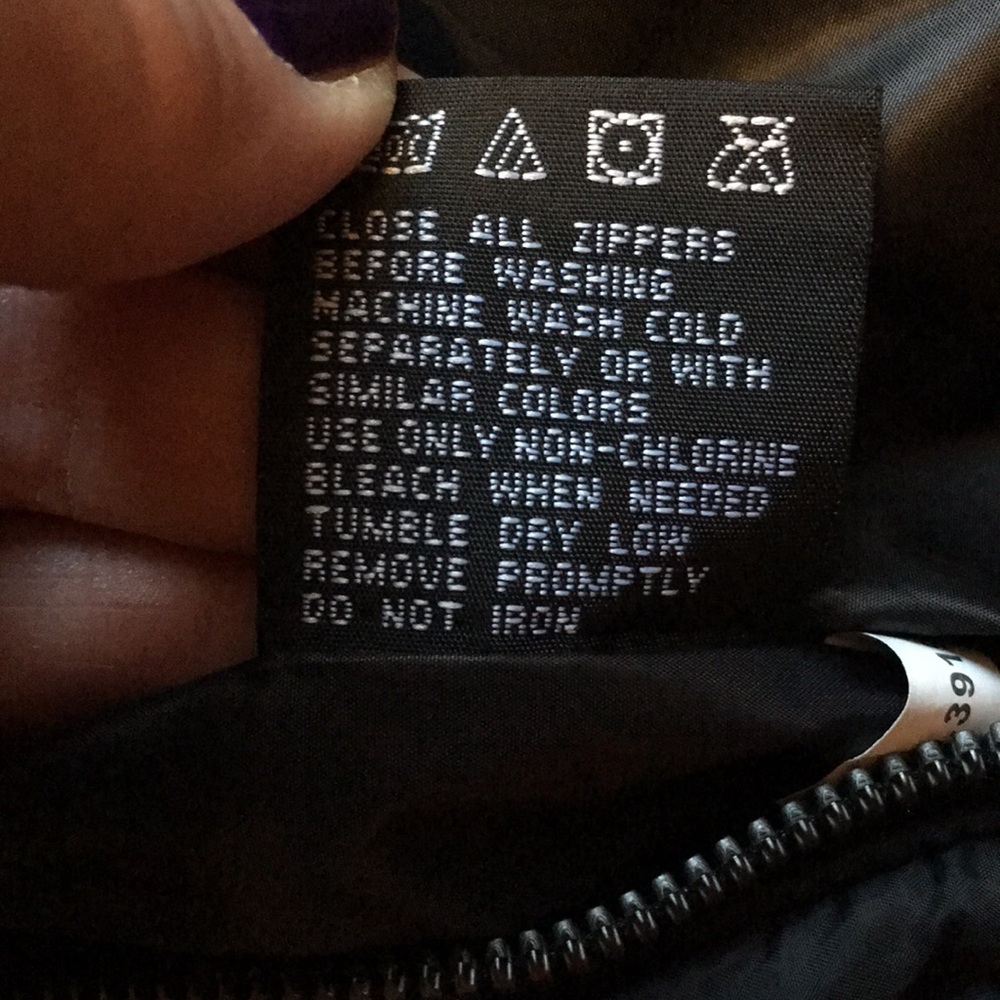 CLOSE ALL ZIPPERS
BEFORE WASHING
MACHINE WASH COLD
SEPARATELY OR WITH
SIMILAR COLORS
USE ONLY NON-CHLORINE
BLEACH WHEN NEEDED
TUMBLE DRY LOW
REMOVE PROMPTLY
DO NOT IRON
391